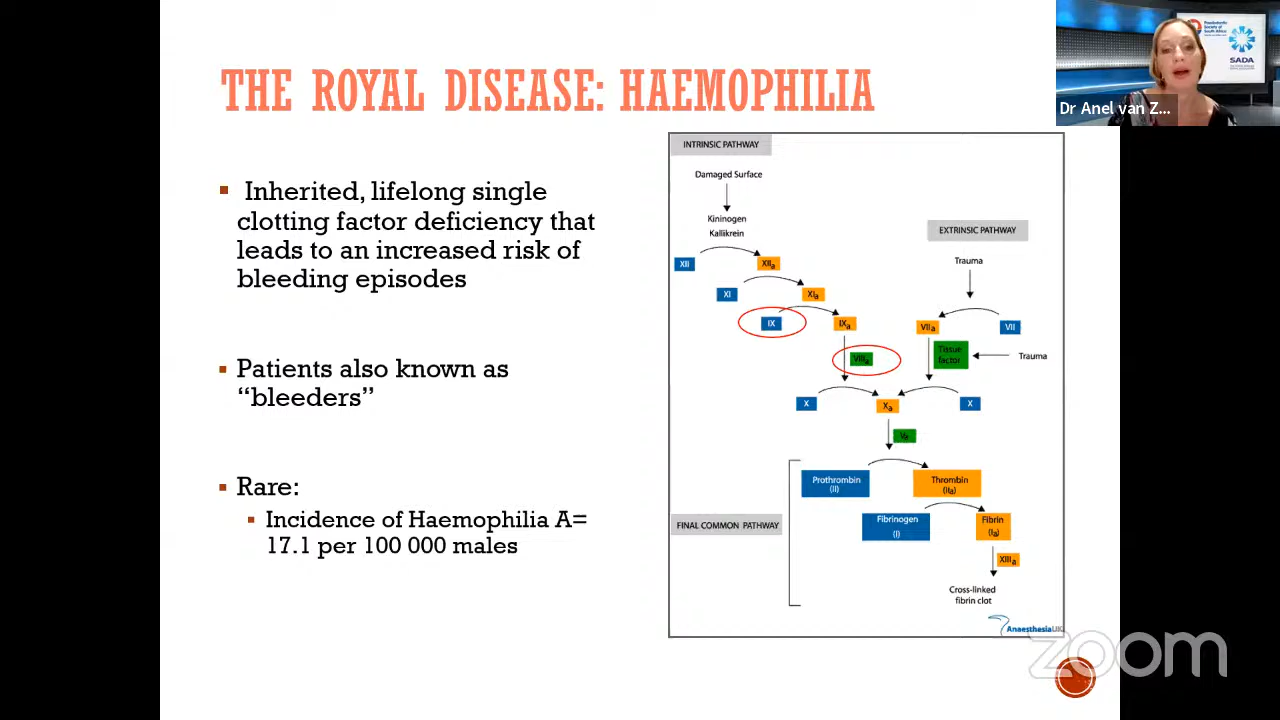 THE ROYAL DISEASE: HAEMOPHILIA
Inherited, lifelong single
clotting factor deficiency that
leads to an increased risk of
bleeding episodes
Patients also known as
“bleeders”
Rare:
Incidence of Haemophilia A=
17.1 per 100 000 males
INTRINSIC PATHWAY
Damaged Surface
Kininogen
Kallikrein
XII
XIIa
XI
XIa
IX
IXa
VIIIa
EXTRINSIC PATHWAY
Trauma
VIIa
VII
Tissue
factor
Trauma
X
Xa
X
Va
FINAL COMMON PATHWAY
Prothrombin
(II)
Thrombin
(IIa)
Fibrinogen
(I)
Fibrin
(Ia)
XIIIa
Cross-linked
fibrin clot
AnaesthesiaUK
zoom
Dr Anel van Z...
SADA